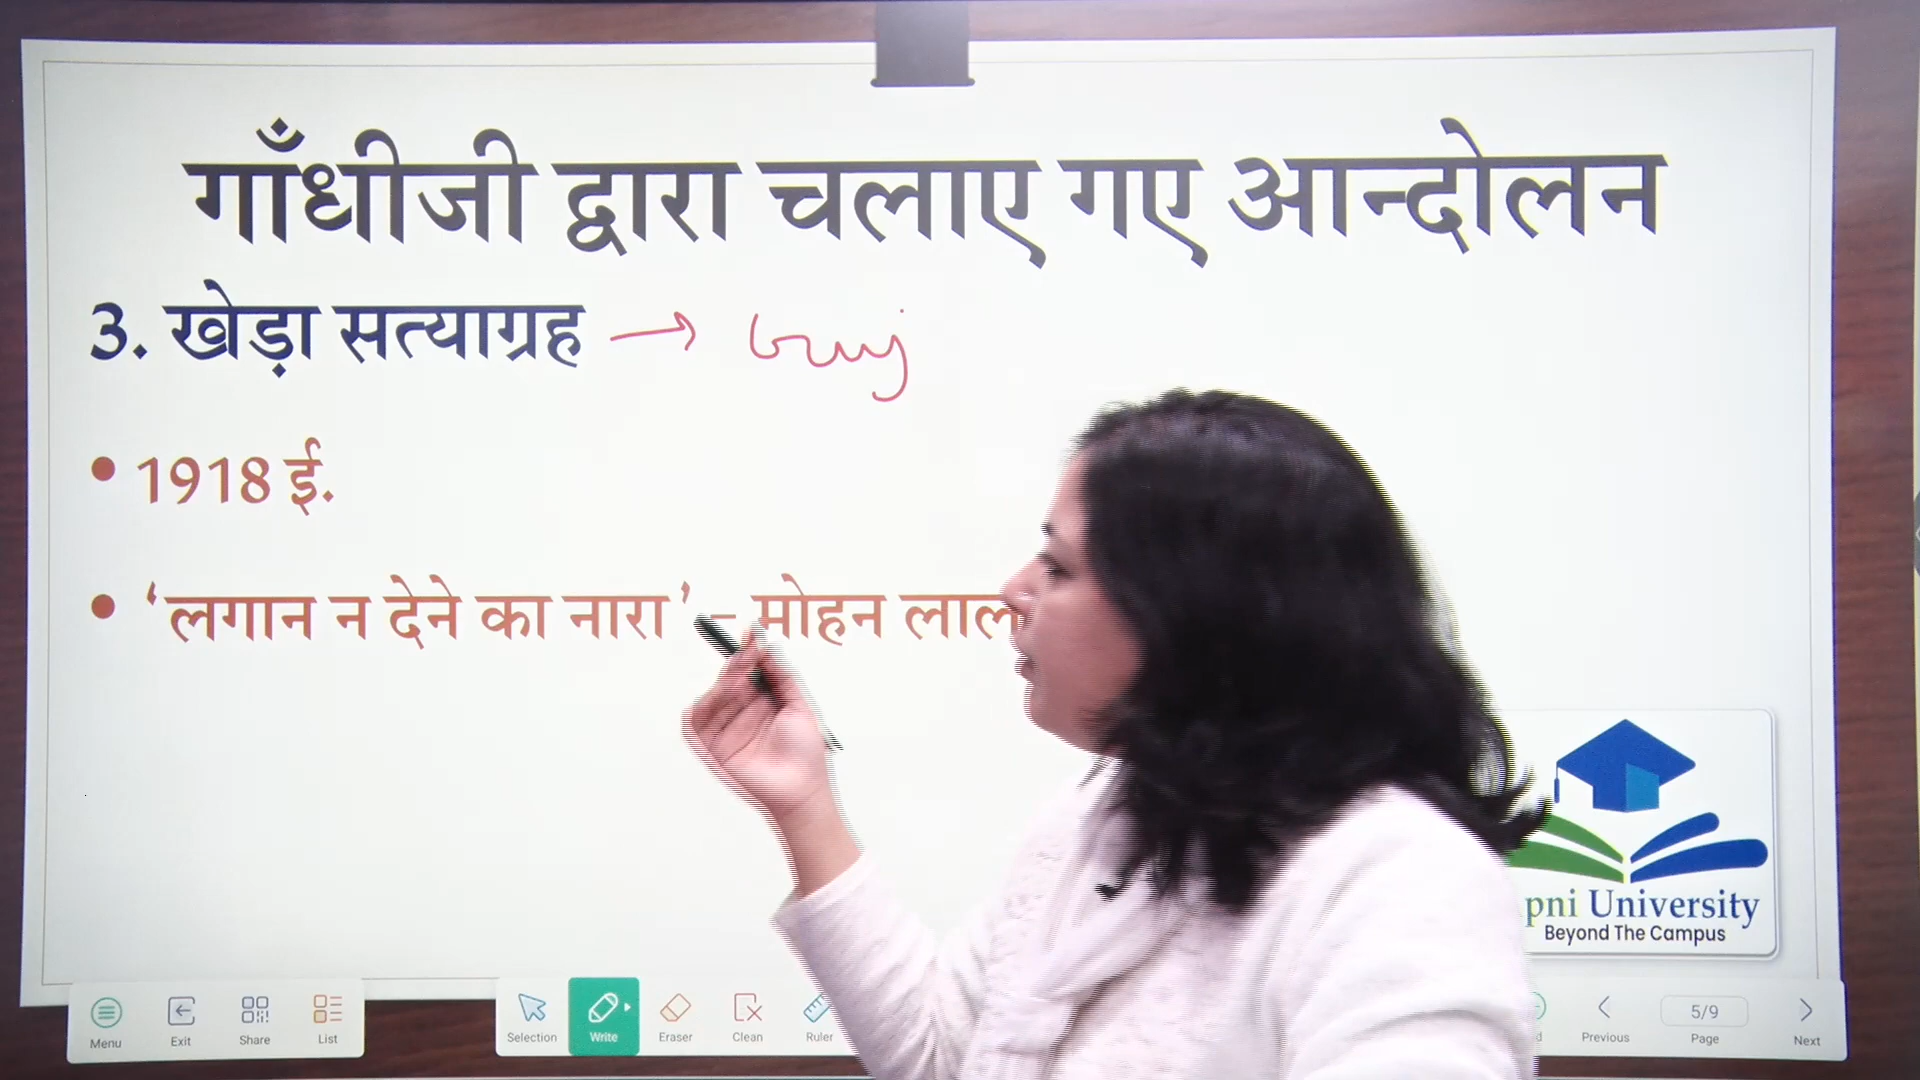 गाँधीजी द्वारा चलाए गए आन्दोलन
3. खेड़ा सत्याग्रह → Guj
• 1918 ई.
• ‘लगान न देने का नारा’ – मोहन लाल
pni University
Beyond The Campus
Menu Exit Share List Selection Write Eraser Clean Ruler Previous 5/9 Page Next